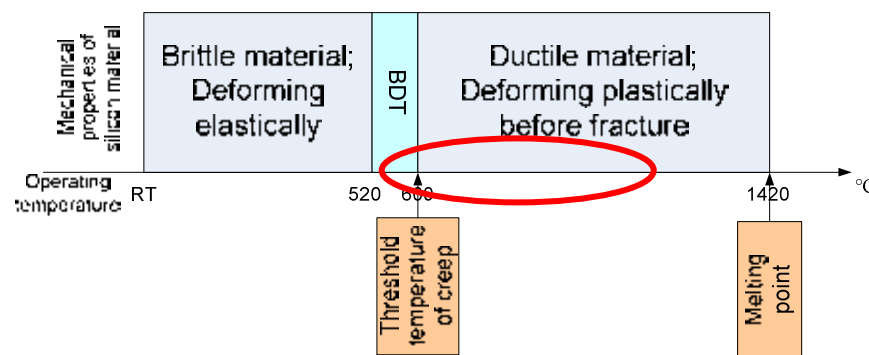 Mechanical
properties of
silicon material
Brittle material;
Deforming
elastically
BDT
Ductile material;
Deforming plastically
before fracture
Operating
temperature
RT
520
600
1420
°C
Threshold
temperature
of creep
Melting
point